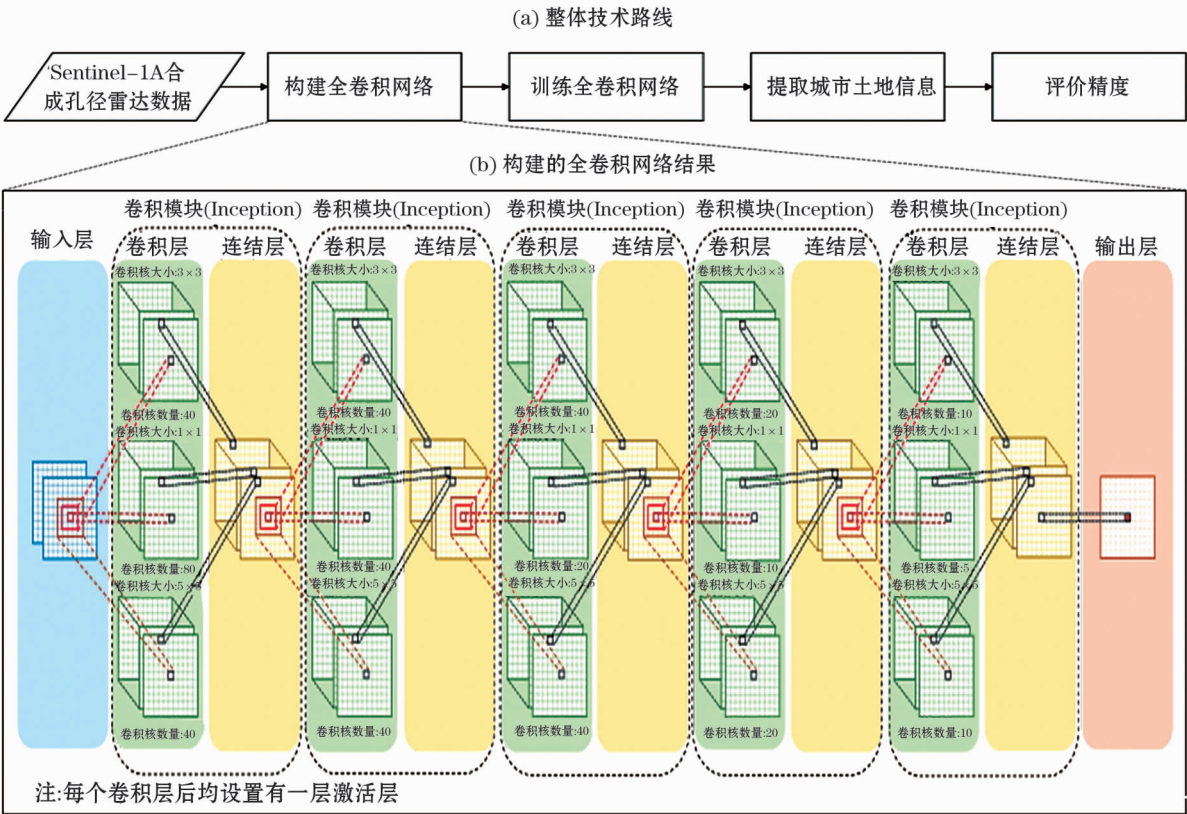 (a) 整体技术路线
Sentinel-1A合
成孔径雷达数据
构建全卷积网络
训练全卷积网络
提取城市土地信息
评价精度
(b) 构建的全卷积网络结果
输入层
卷积模块(Inception)
卷积层
连结层
卷积核大小:3×3
卷积核数量:40
卷积核大小:1×1
卷积核数量:80
卷积核大小:5×5
卷积核数量:40
卷积模块(Inception)
卷积层
连结层
卷积核大小:3×3
卷积核数量:40
卷积核大小:1×1
卷积核数量:40
卷积核大小:5×5
卷积核数量:40
卷积模块(Inception)
卷积层
连结层
卷积核大小:3×3
卷积核数量:40
卷积核大小:1×1
卷积核数量:20
卷积核大小:5×5
卷积核数量:40
卷积模块(Inception)
卷积层
连结层
卷积核大小:3×3
卷积核数量:20
卷积核大小:1×1
卷积核数量:10
卷积核大小:5×5
卷积核数量:20
卷积模块(Inception)
卷积层
连结层
卷积核大小:3×3
卷积核数量:10
卷积核大小:1×1
卷积核数量:5
卷积核大小:5×5
卷积核数量:10
输出层
注:每个卷积层后均设置有一层激活层